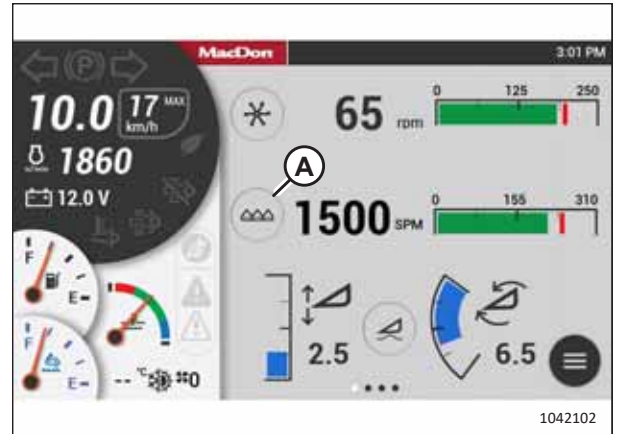 MacDon
3:01 PM
P
10.0 17 MAX km/h
1860
12.0 V
65 rpm
0 125 250
A
1500 SPM
0 155 310
F
E
F
E
2.5
6.5
-- °C 0
1042102